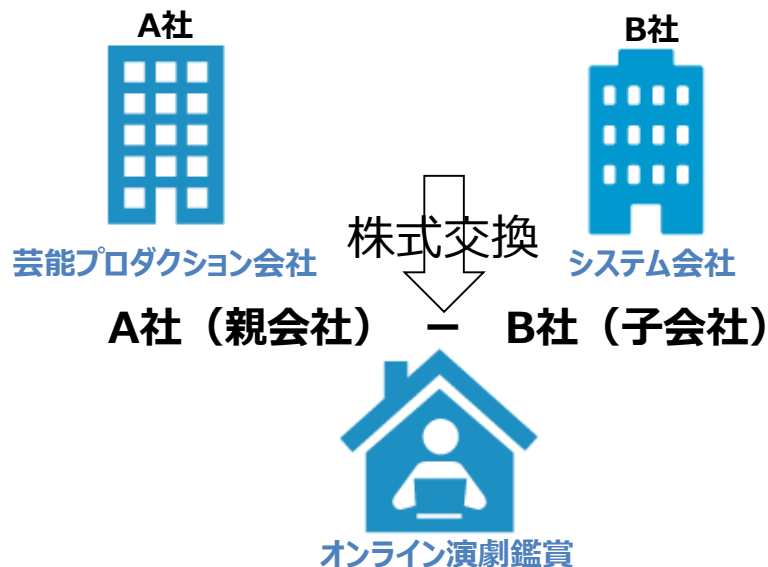 A社
B社
株式交換
芸能プロダクション会社
システム会社
A社（親会社） － B社（子会社）
オンライン演劇鑑賞